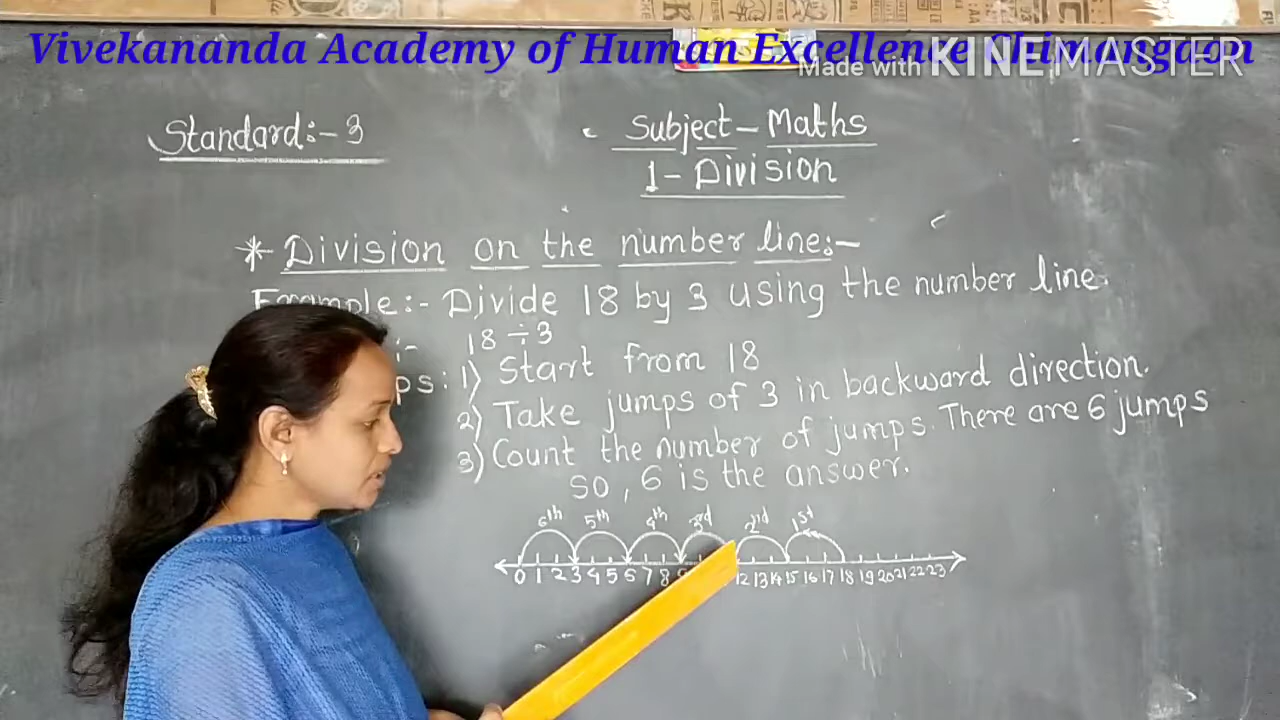 Vivekananda Academy of Human Excellence Chimangaon
Made with KINEMASTER
Standard:- 3
Subject - Maths
1 - Division
* Division on the number line:-
Example:- Divide 18 by 3 using the number line.
:- 18 ÷ 3
ps: 1) Start from 18
2) Take jumps of 3 in backward direction.
3) Count the number of jumps. There are 6 jumps
so, 6 is the answer.
6th 5th 4th 3rd 2nd 1st
0 1 2 3 4 5 6 7 8 9 12 13 14 15 16 17 18 19 20 21 22 23